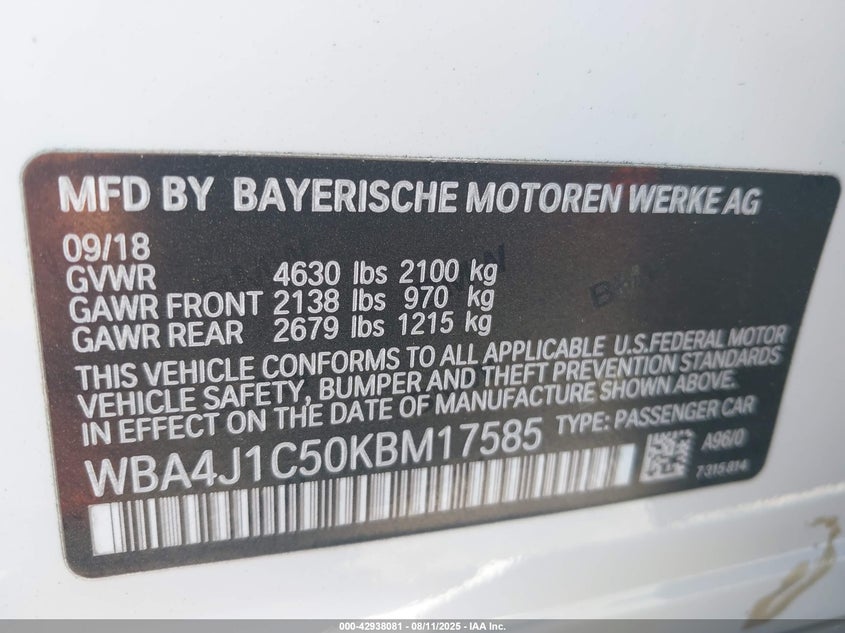 MFD BY BAYERISCHE MOTOREN WERKE AG
09/18
GVWR 4630 lbs 2100 kg
GAWR FRONT 2138 lbs 970 kg
GAWR REAR 2679 lbs 1215 kg
THIS VEHICLE CONFORMS TO ALL APPLICABLE U.S.FEDERAL MOTOR
VEHICLE SAFETY, BUMPER AND THEFT PREVENTION STANDARDS
IN EFFECT ON THE DATE OF MANUFACTURE SHOWN ABOVE.
WBA4J1C50KBM17585 TYPE: PASSENGER CAR
A96/0
7 315 814
000-42938081 - 08/11/2025 - IAA Inc.